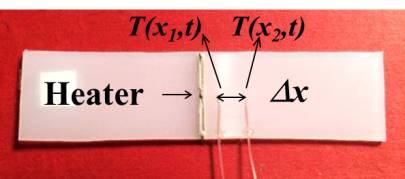 T(x₁,t) T(x₂,t)
Heater Δx